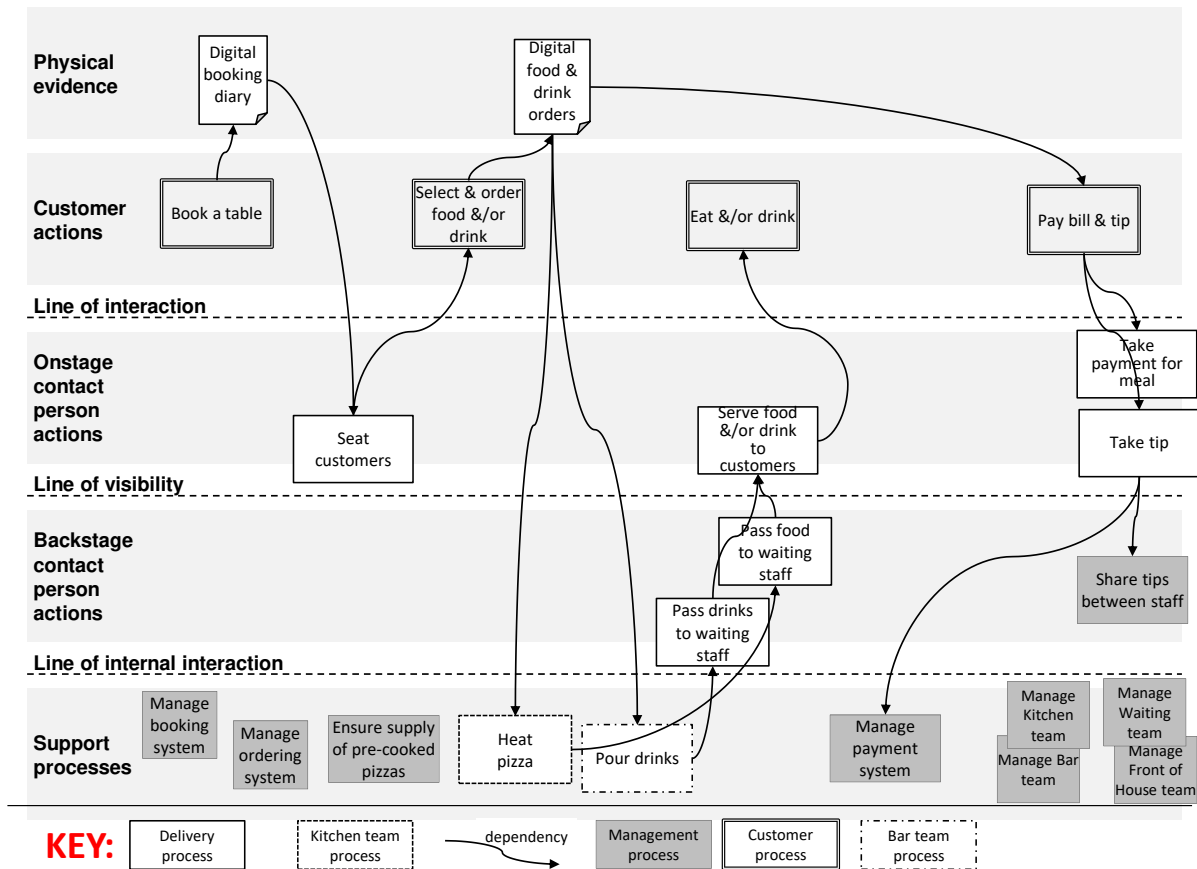 Physical
evidence
Digital
booking
diary
Digital
food &
drink
orders
Customer
actions
Book a table
Select & order
food &/or
drink
Eat &/or drink
Pay bill & tip
Line of interaction
Onstage
contact
person
actions
Seat
customers
Serve food
&/or drink
to
customers
Take
payment for
meal
Take tip
Line of visibility
Backstage
contact
person
actions
Pass food
to waiting
staff
Pass drinks
to waiting
staff
Share tips
between staff
Line of internal interaction
Support
processes
Manage
booking
system
Manage
ordering
system
Ensure supply
of pre-cooked
pizzas
Heat
pizza
Pour drinks
Manage
payment
system
Manage
Kitchen
team
Manage Bar
team
Manage
Waiting
team
Manage
Front of
House team
KEY:
Delivery
process
Kitchen team
process
dependency
Management
process
Customer
process
Bar team
process